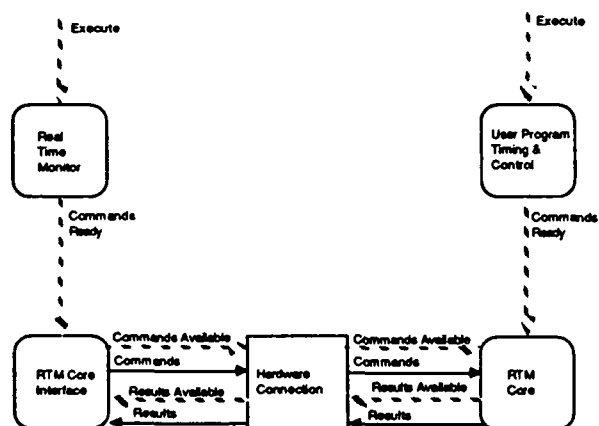 Execute
Execute
Real
Time
Monitor
User Program
Timing &
Control
Commands
Ready
Commands
Ready
Commands Available
Commands Available
RTM Core
Interface
Commands
Hardware
Connection
Commands
RTM
Core
Results Available
Results Available
Results
Results